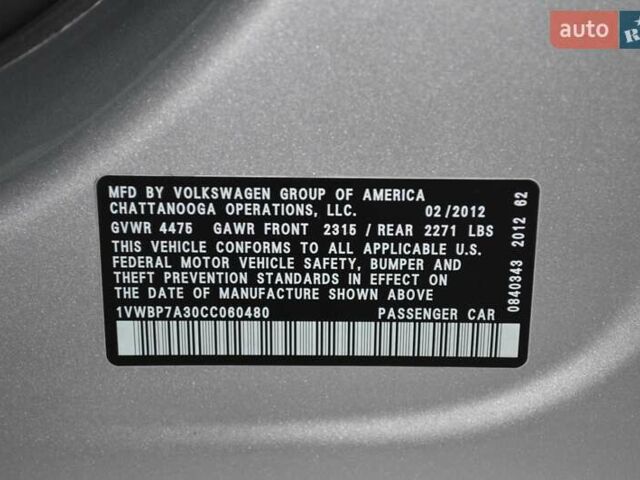 auto R
MFD BY VOLKSWAGEN GROUP OF AMERICA
CHATTANOOGA OPERATIONS, LLC. 02/2012
GVWR 4475 GAWR FRONT 2315 / REAR 2271 LBS
THIS VEHICLE CONFORMS TO ALL APPLICABLE U.S.
FEDERAL MOTOR VEHICLE SAFETY, BUMPER AND
THEFT PREVENTION STANDARDS IN EFFECT ON THE
DATE OF MANUFACTURE SHOWN ABOVE
1VWBP7A30CC060480 PASSENGER CAR
0840343 2012 62